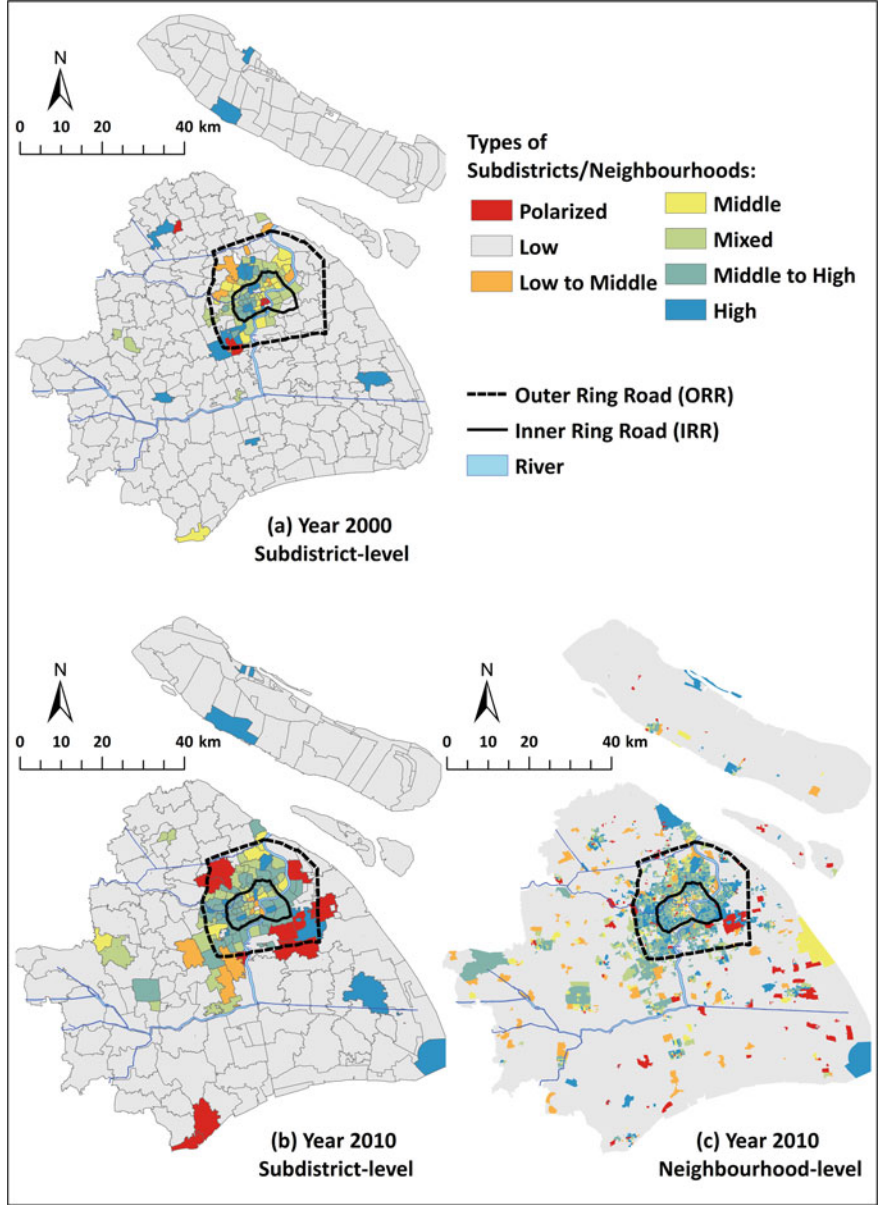 N
0 10 20 40 km
Types of
Subdistricts/Neighbourhoods:
Polarized
Low
Low to Middle
Middle
Mixed
Middle to High
High
Outer Ring Road (ORR)
Inner Ring Road (IRR)
River
(a) Year 2000
Subdistrict-level
N
0 10 20 40 km
(b) Year 2010
Subdistrict-level
N
0 10 20 40 km
(c) Year 2010
Neighbourhood-level